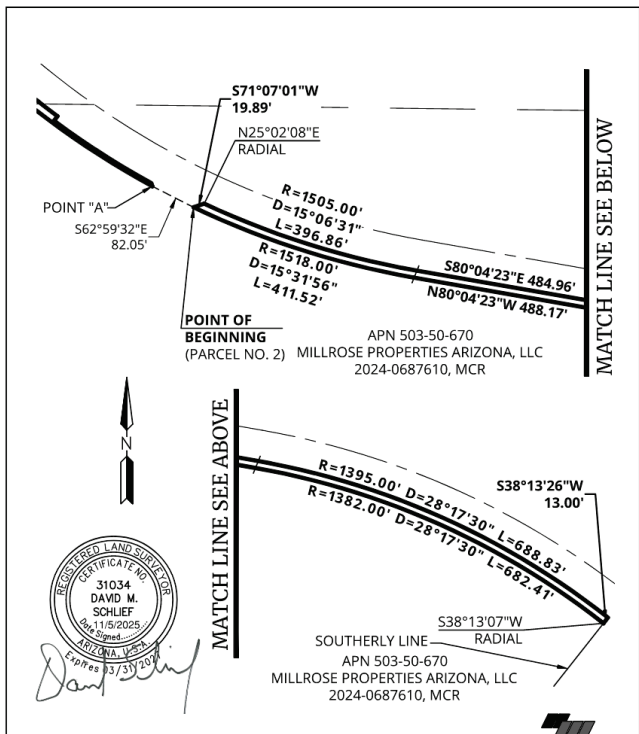 S71°07'01"W
19.89'
N25°02'08"E
RADIAL
POINT "A"
S62°59'32"E
82.05'
R=1505.00'
D=15°06'31"
L=396.86'
R=1518.00'
D=15°31'56"
L=411.52'
S80°04'23"E 484.96'
N80°04'23"W 488.17'
MATCH LINE SEE BELOW
POINT OF
BEGINNING
(PARCEL NO. 2)
APN 503-50-670
MILLROSE PROPERTIES ARIZONA, LLC
2024-0687610, MCR
N
MATCH LINE SEE ABOVE
R=1395.00' D=28°17'30" L=688.83'
R=1382.00' D=28°17'30" L=682.41'
S38°13'26"W
13.00'
S38°13'07"W
RADIAL
SOUTHERLY LINE
APN 503-50-670
MILLROSE PROPERTIES ARIZONA, LLC
2024-0687610, MCR
REGISTERED LAND SURVEYOR
CERTIFICATE NO.
31034
DAVID M.
SCHLIEF
11/5/2025
Date Signed
ARIZONA, U.S.A.
Expires 03/31/2027